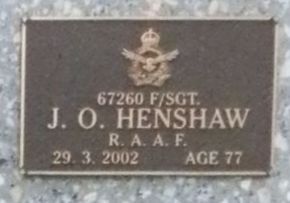 67260 F/SGT.
J. O. HENSHAW
R. A. A. F.
29. 3. 2002 AGE 77